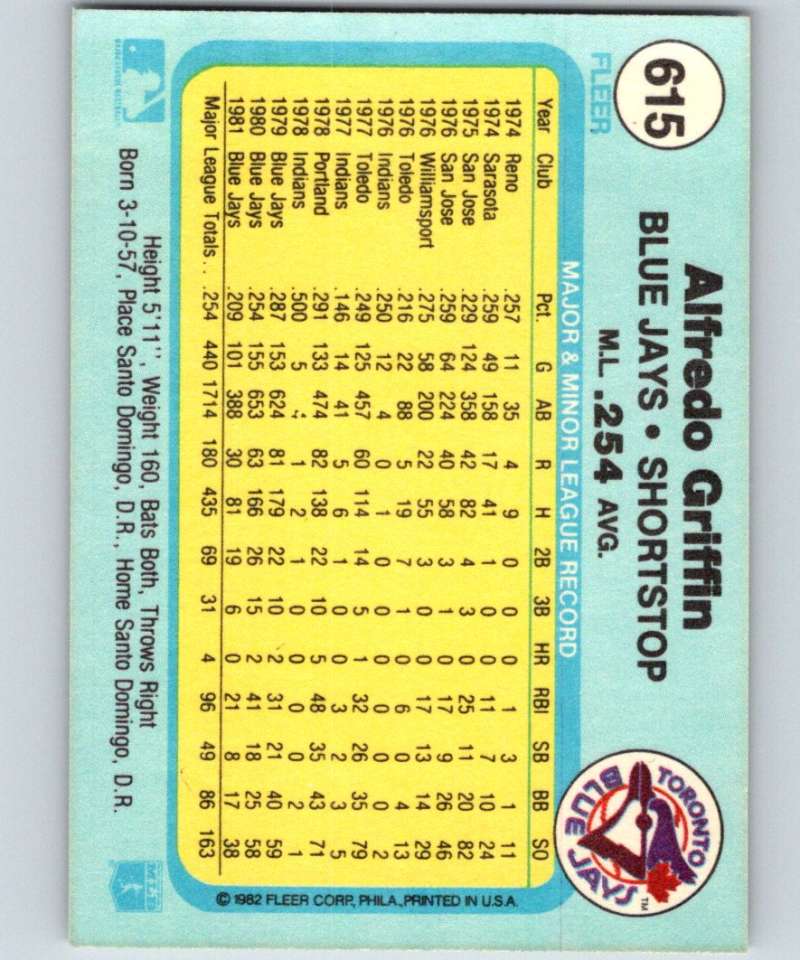 615
FLEER
Alfredo Griffin
BLUE JAYS • SHORTSTOP
M.L. .254 AVG.
TORONTO
BLUE JAYS
TM
MAJOR & MINOR LEAGUE RECORD
Year Club Pct. G AB R H 2B 3B HR RBI SB BB SO
1974 Reno .257 11 35 4 9 0 0 0 1 3 1 11
1974 Sarasota .259 49 158 17 41 1 0 0 11 7 10 24
1975 San Jose .229 124 358 42 82 4 3 0 25 11 20 82
1976 San Jose .259 64 224 40 58 3 1 0 17 9 26 46
1976 Williamsport .275 58 200 22 55 3 0 0 17 13 14 29
1976 Toledo .216 22 88 5 19 7 1 0 6 0 4 13
1976 Indians .250 12 4 0 1 0 0 0 0 0 0 2
1977 Toledo .249 125 457 60 114 14 5 1 32 26 35 79
1977 Indians .146 14 41 5 6 1 0 0 3 2 3 5
1978 Portland .291 133 474 82 138 22 10 5 48 35 43 71
1978 Indians .500 5 4 1 2 1 0 0 0 0 2 1
1979 Blue Jays .287 153 624 81 179 22 10 2 31 21 40 59
1980 Blue Jays .254 155 653 63 166 26 15 2 41 18 24 58
1981 Blue Jays .209 101 388 30 81 19 6 0 21 8 17 38
Major League Totals . . .254 440 1714 180 435 69 31 4 96 49 86 163
© 1982 FLEER CORP., PHILA., PRINTED IN U.S.A.
Height 5'11", Weight 160, Bats Both, Throws Right
Born 3-10-57, Place Santo Domingo, D.R., Home Santo Domingo, D.R.